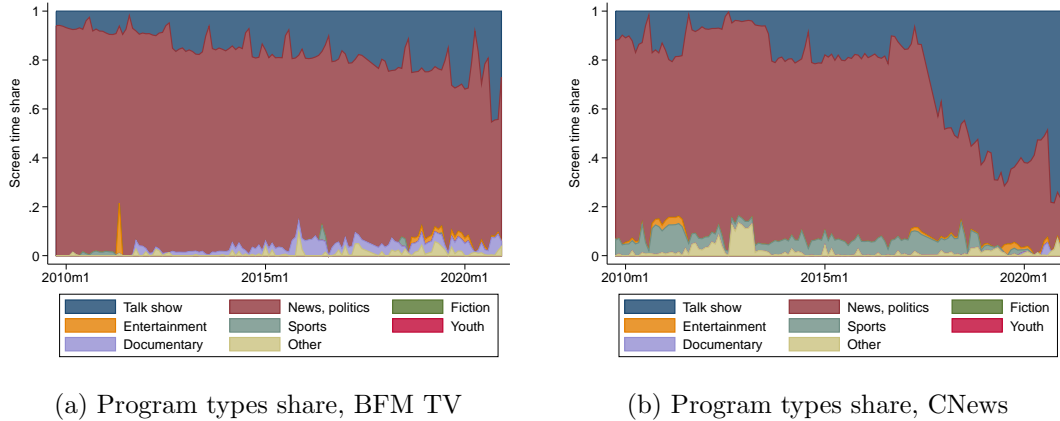 Screen time share
1
.8
.6
.4
.2
0
2010m1 2015m1 2020m1
Talk show News, politics Fiction
Entertainment Sports Youth
Documentary Other
(a) Program types share, BFM TV
Screen time share
1
.8
.6
.4
.2
0
2010m1 2015m1 2020m1
Talk show News, politics Fiction
Entertainment Sports Youth
Documentary Other
(b) Program types share, CNews